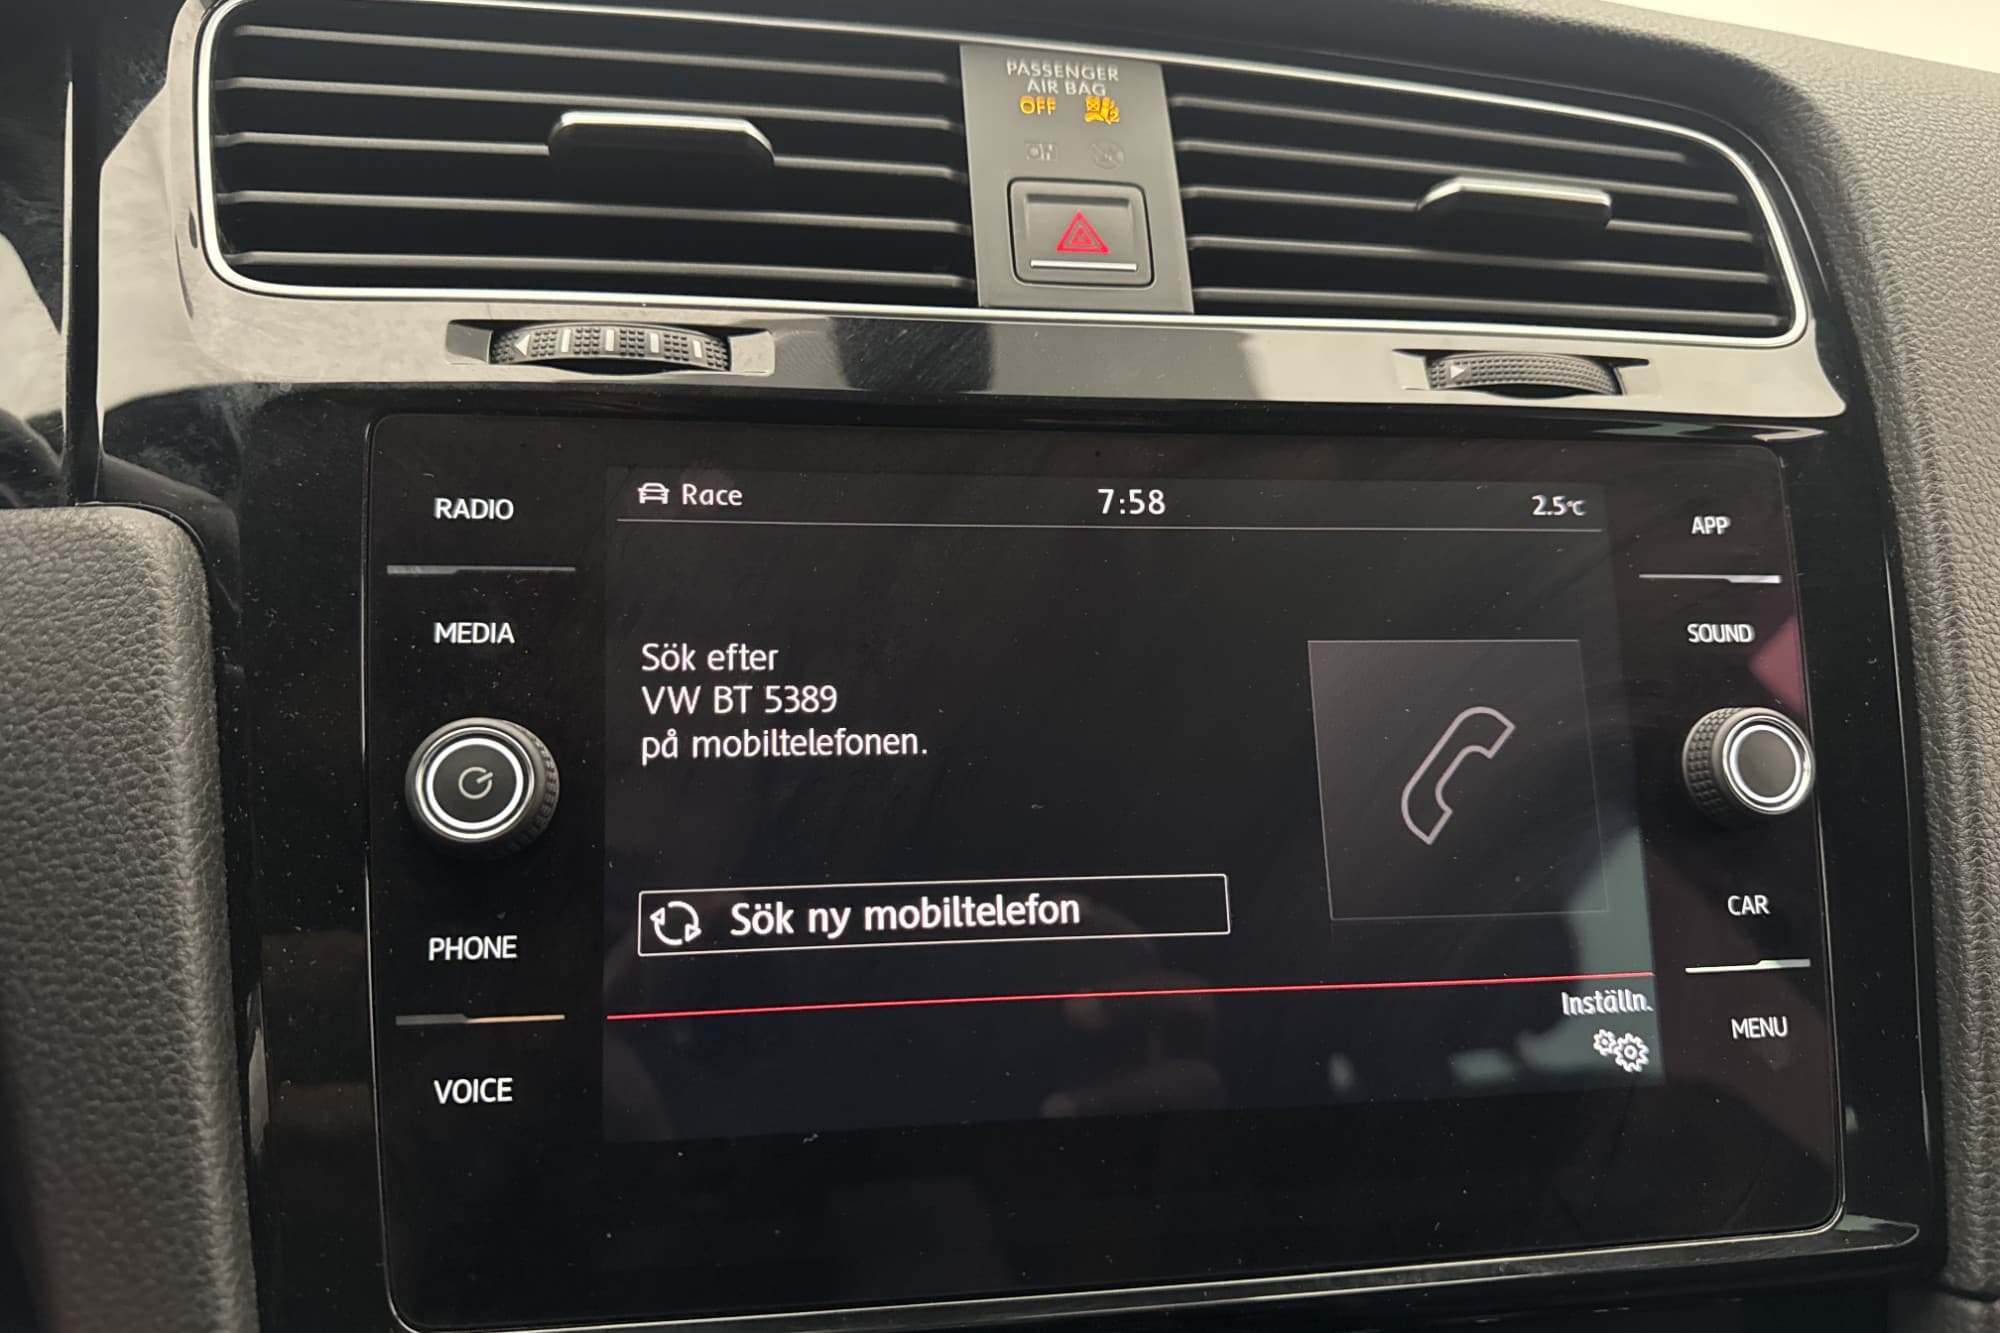 PASSENGER
AIR BAG
OFF
ON
RADIO
MEDIA
PHONE
VOICE
Race
7:58
2.5°C
Sök efter
VW BT 5389
på mobiltelefonen.
Sök ny mobiltelefon
Inställn.
APP
SOUND
CAR
MENU